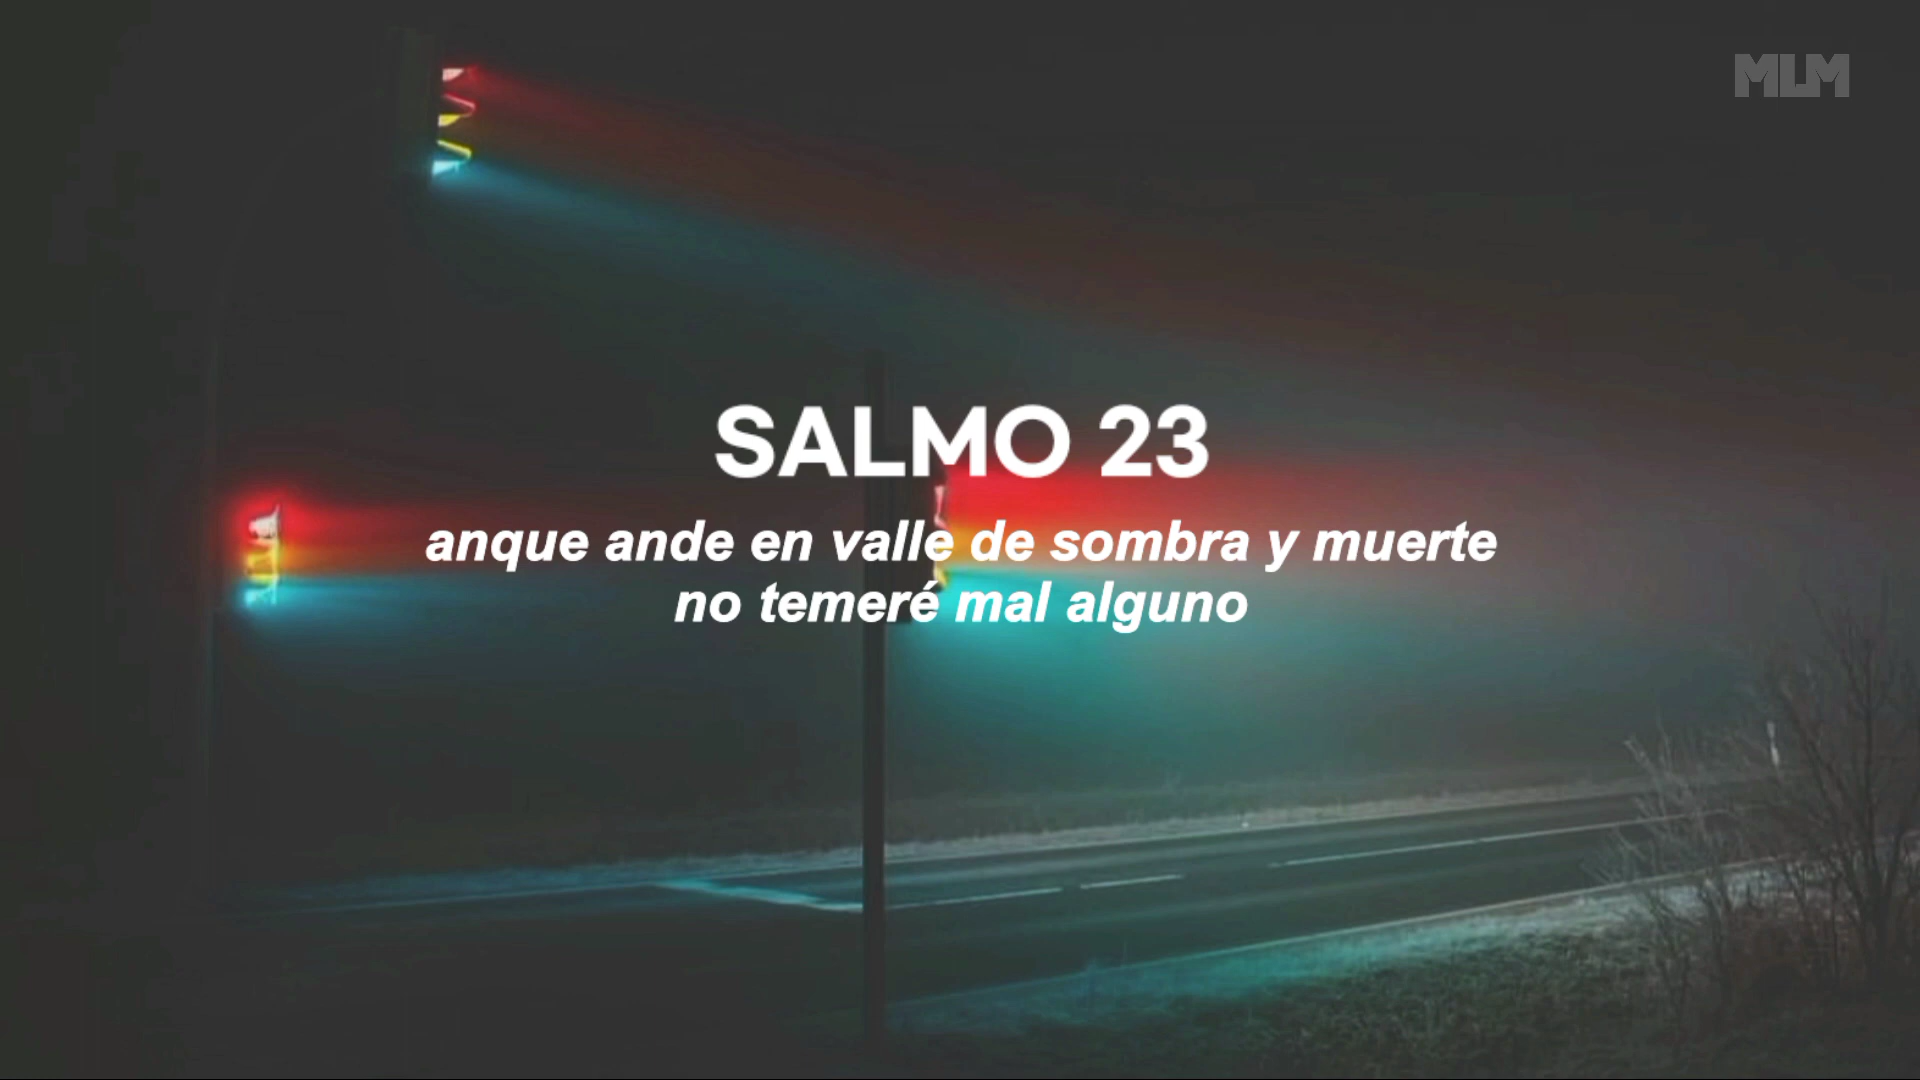 MLM
SALMO 23
anque ande en valle de sombra y muerte
no temeré mal alguno